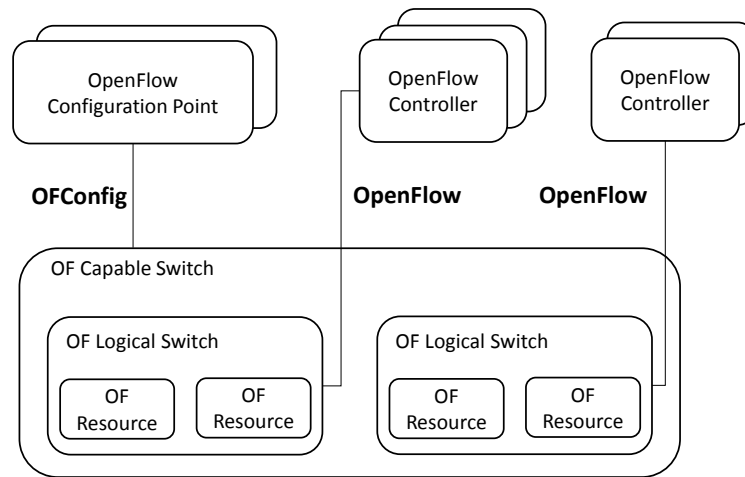 OpenFlow
Configuration Point
OpenFlow
Controller
OpenFlow
Controller
OFConfig
OpenFlow
OpenFlow
OF Capable Switch
OF Logical Switch
OF
Resource
OF
Resource
OF Logical Switch
OF
Resource
OF
Resource